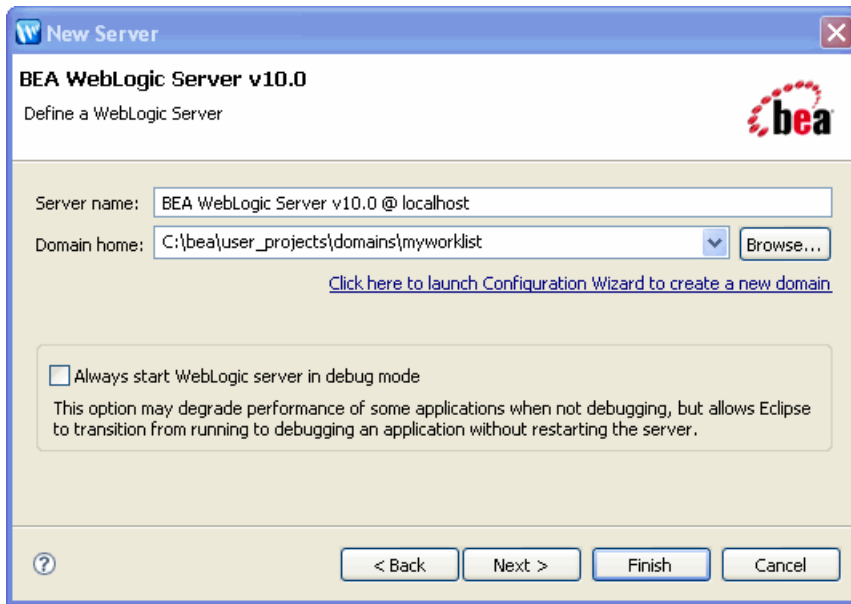 New Server
BEA WebLogic Server v10.0
Define a WebLogic Server
bea
Server name: BEA WebLogic Server v10.0 @ localhost
Domain home: C:\bea\user_projects\domains\myworklist Browse...
Click here to launch Configuration Wizard to create a new domain
Always start WebLogic server in debug mode
This option may degrade performance of some applications when not debugging, but allows Eclipse
to transition from running to debugging an application without restarting the server.
? < Back Next > Finish Cancel